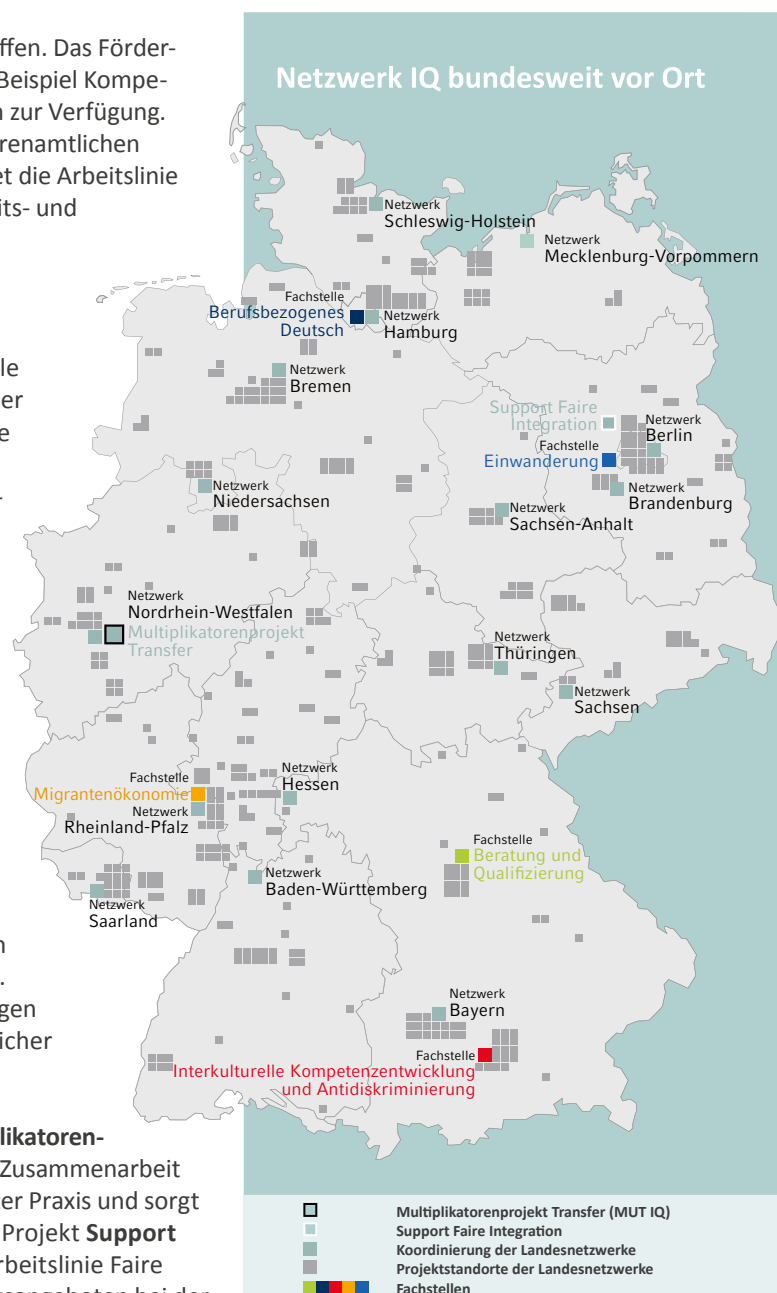 ffen. Das Förder-
Beispiel Kompe-
zur Verfügung.
renamtlichen
et die Arbeitslinie
its- und
le
er
e
n
.
gen
icher
likatoren-
Zusammenarbeit
ter Praxis und sorgt
Projekt Support
rbeitslinie Faire
sangeboten bei der
Netzwerk IQ bundesweit vor Ort
Netzwerk
Schleswig-Holstein
Netzwerk
Mecklenburg-Vorpommern
Fachstelle
Berufsbezogenes
Deutsch
Netzwerk
Hamburg
Netzwerk
Bremen
Support Faire
Integration
Netzwerk
Berlin
Fachstelle
Einwanderung
Netzwerk
Brandenburg
Netzwerk
Niedersachsen
Netzwerk
Sachsen-Anhalt
Netzwerk
Nordrhein-Westfalen
Multiplikatorenprojekt
Transfer
Netzwerk
Thüringen
Netzwerk
Sachsen
Netzwerk
Hessen
Fachstelle
Migrantenökonomie
Netzwerk
Rheinland-Pfalz
Fachstelle
Beratung und
Qualifizierung
Netzwerk
Baden-Württemberg
Netzwerk
Saarland
Netzwerk
Bayern
Fachstelle
Interkulturelle Kompetenzentwicklung
und Antidiskriminierung
Multiplikatorenprojekt Transfer (MUT IQ)
Support Faire Integration
Koordinierung der Landesnetzwerke
Projektstandorte der Landesnetzwerke
Fachstellen